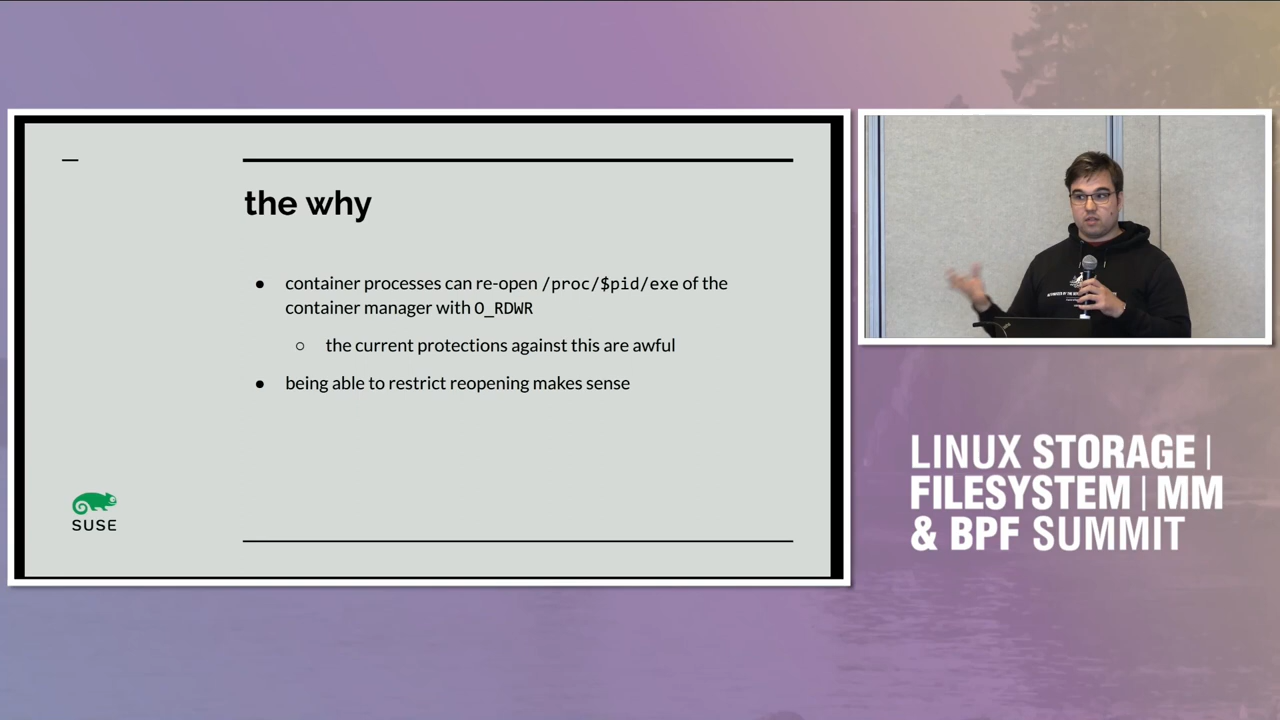 the why
● container processes can re-open /proc/$pid/exe of the
container manager with O_RDWR
○ the current protections against this are awful
● being able to restrict reopening makes sense
SUSE
LINUX STORAGE |
FILESYSTEM | MM
& BPF SUMMIT